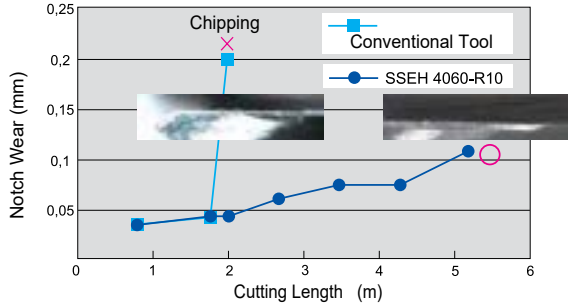 Chipping
Conventional Tool
SSEH 4060-R10
Notch Wear (mm)
0,25
0,2
0,15
0,1
0,05
0 1 2 3 4 5 6
Cutting Length (m)